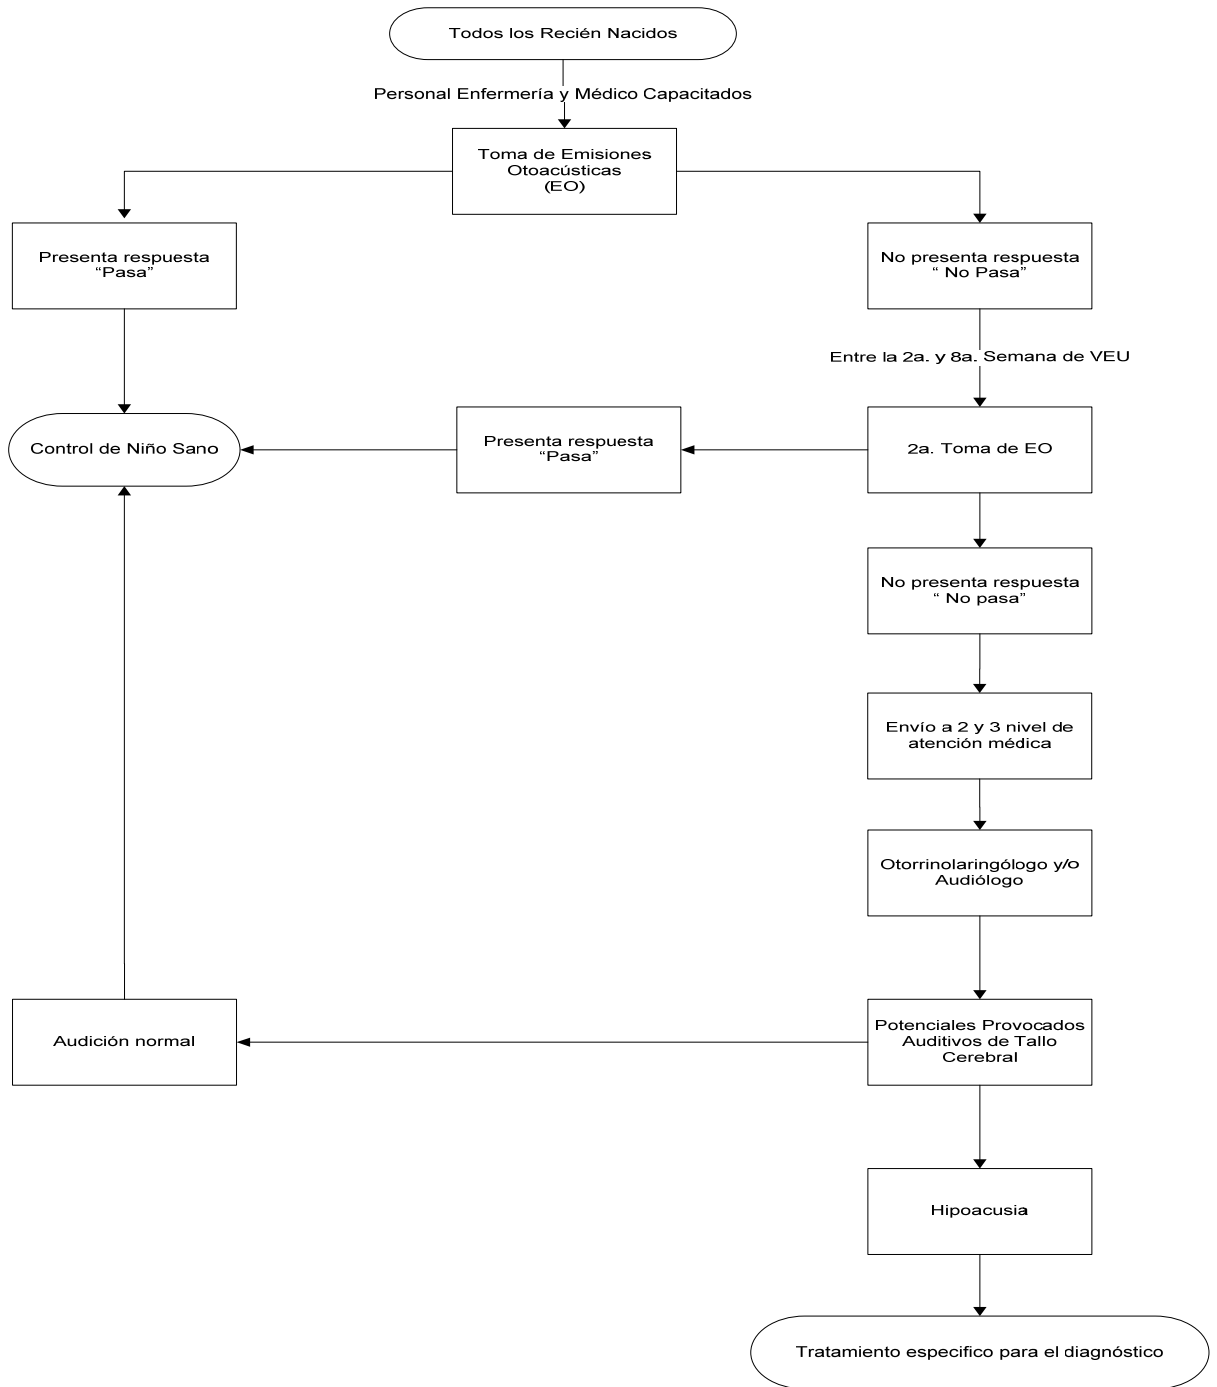 Todos los Recién Nacidos
Personal Enfermería y Médico Capacitados
Toma de Emisiones
Otoacústicas
(EO)
Presenta respuesta
“Pasa”
No presenta respuesta
“ No Pasa”
Entre la 2a. y 8a. Semana de VEU
Control de Niño Sano
Presenta respuesta
“Pasa”
2a. Toma de EO
No presenta respuesta
“ No pasa”
Envío a 2 y 3 nivel de
atención médica
Otorrinolaringólogo y/o
Audiólogo
Audición normal
Potenciales Provocados
Auditivos de Tallo
Cerebral
Hipoacusia
Tratamiento especifico para el diagnóstico